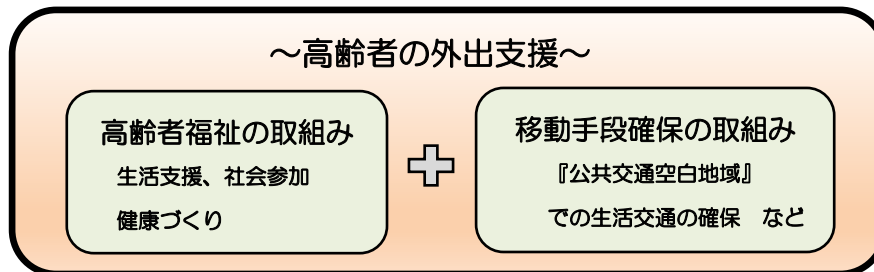 ～高齢者の外出支援～
高齢者福祉の取組み
生活支援、社会参加
健康づくり
移動手段確保の取組み
『公共交通空白地域』
での生活交通の確保　など